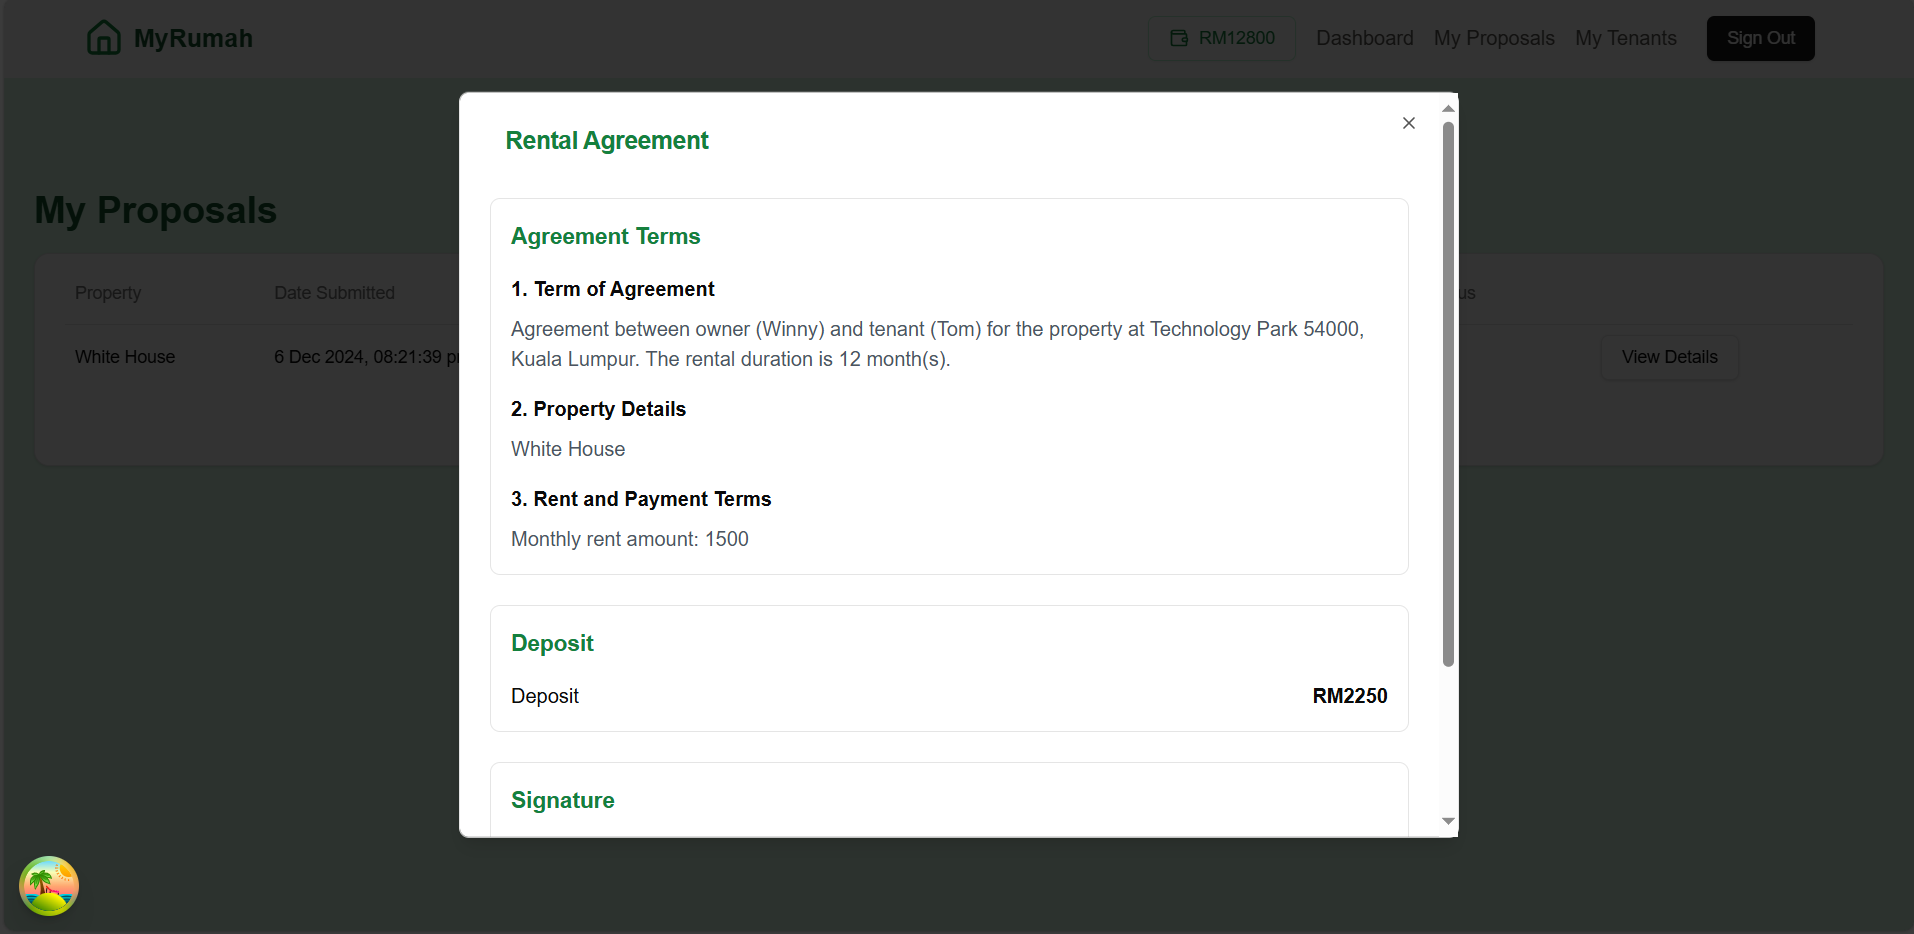 MyRumah
RM12800
Dashboard
My Proposals
My Tenants
Sign Out
Rental Agreement
Agreement Terms
1. Term of Agreement
Agreement between owner (Winny) and tenant (Tom) for the property at Technology Park 54000,
Kuala Lumpur. The rental duration is 12 month(s).
2. Property Details
White House
3. Rent and Payment Terms
Monthly rent amount: 1500
Deposit
Deposit RM2250
Signature
My Proposals
Property Date Submitted
White House 6 Dec 2024, 08:21:39
View Details